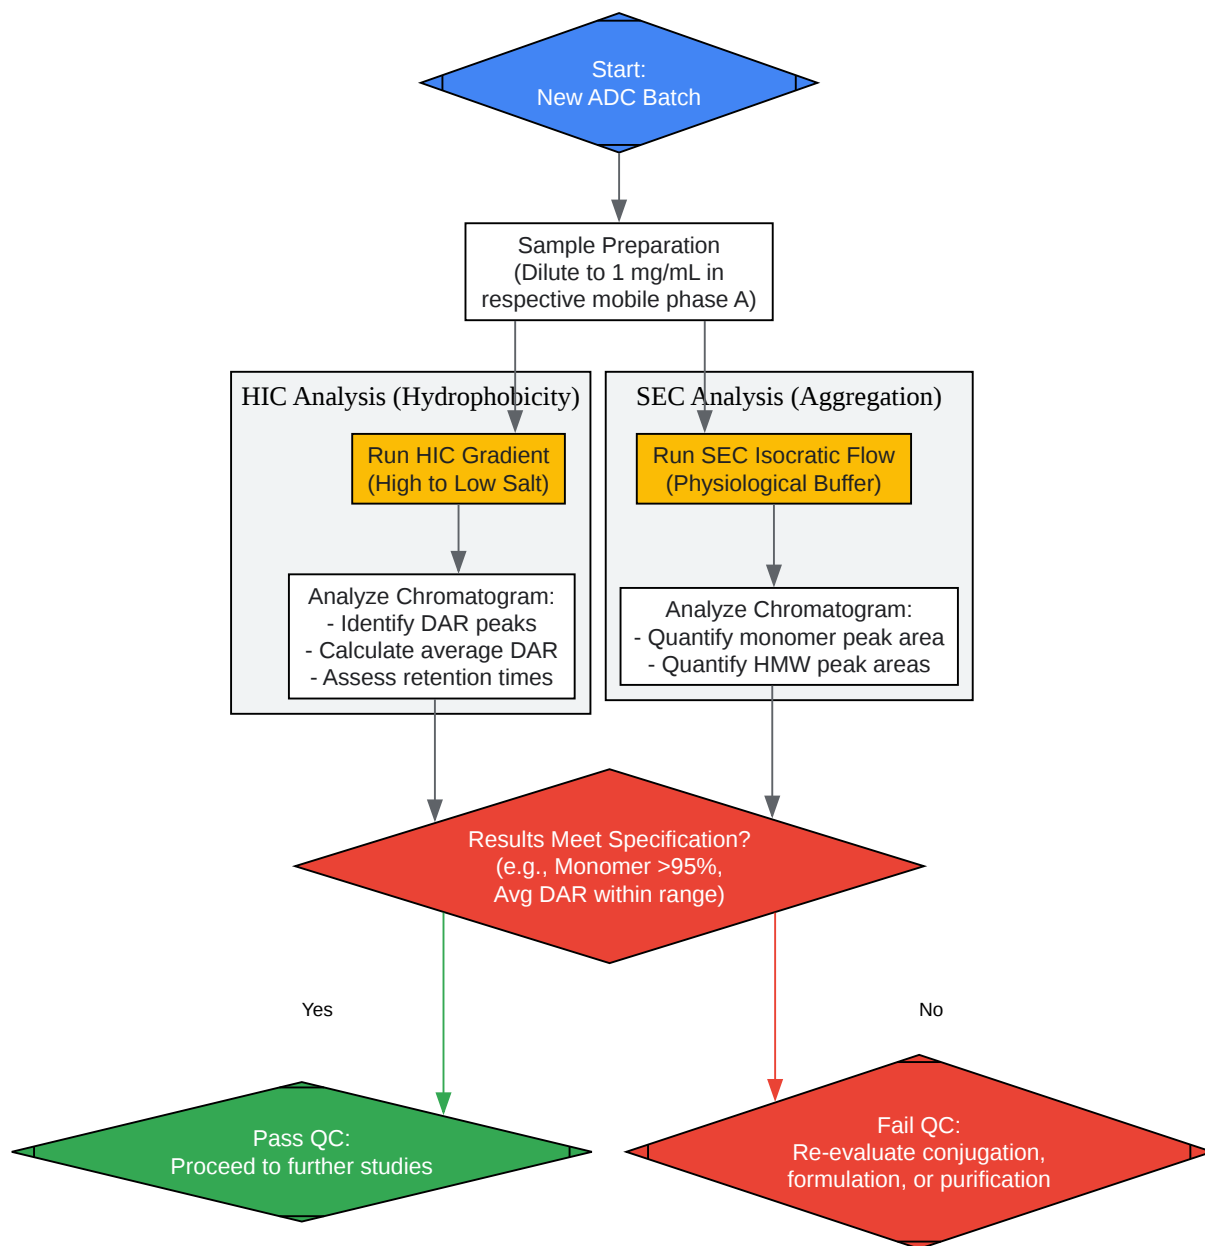 Start:
New ADC Batch
Sample Preparation
(Dilute to 1 mg/mL in
respective mobile phase A)
HIC Analysis (Hydrophobicity)
Run HIC Gradient
(High to Low Salt)
Analyze Chromatogram:
- Identify DAR peaks
- Calculate average DAR
- Assess retention times
SEC Analysis (Aggregation)
Run SEC Isocratic Flow
(Physiological Buffer)
Analyze Chromatogram:
- Quantify monomer peak area
- Quantify HMW peak areas
Results Meet Specification?
(e.g., Monomer >95%,
Avg DAR within range)
Yes
No
Pass QC:
Proceed to further studies
Fail QC:
Re-evaluate conjugation,
formulation, or purification